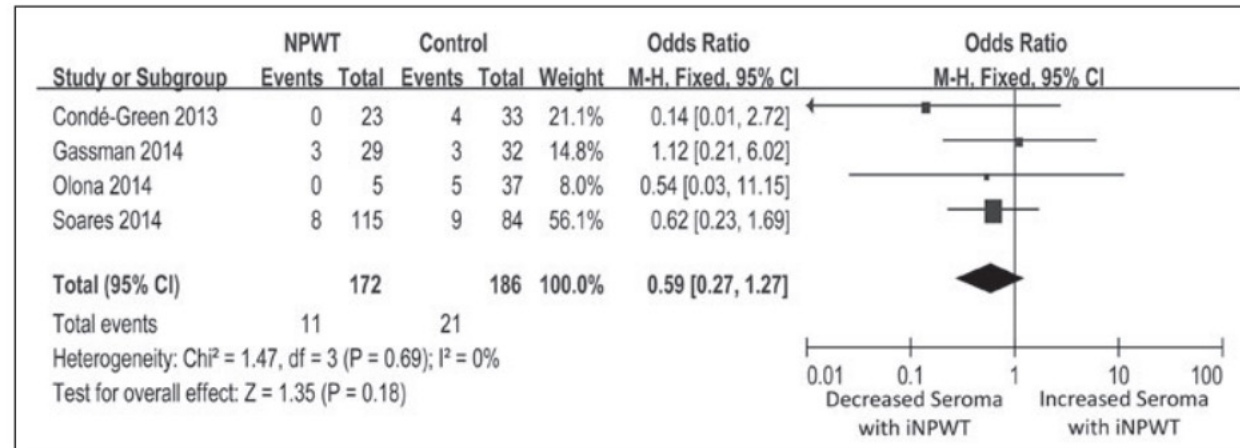 NPWT Control Odds Ratio Odds Ratio
Study or Subgroup Events Total Events Total Weight M-H, Fixed, 95% CI M-H, Fixed, 95% CI
Condé-Green 2013 0 23 4 33 21.1% 0.14 [0.01, 2.72]
Gassman 2014 3 29 3 32 14.8% 1.12 [0.21, 6.02]
Olona 2014 0 5 5 37 8.0% 0.54 [0.03, 11.15]
Soares 2014 8 115 9 84 56.1% 0.62 [0.23, 1.69]
Total (95% CI) 172 186 100.0% 0.59 [0.27, 1.27]
Total events 11 21
Heterogeneity: Chi² = 1.47, df = 3 (P = 0.69); I² = 0%
Test for overall effect: Z = 1.35 (P = 0.18)
0.01 0.1 1 10 100
Decreased Seroma Increased Seroma
with iNPWT with iNPWT